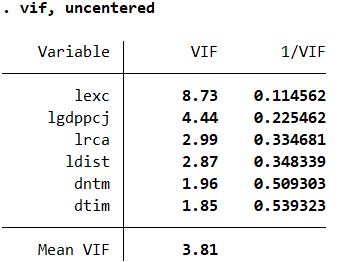 . vif, uncentered
Variable VIF 1/VIF
lexc 8.73 0.114562
lgdppcj 4.44 0.225462
lrca 2.99 0.334681
ldist 2.87 0.348339
dntm 1.96 0.509303
dtim 1.85 0.539323
Mean VIF 3.81